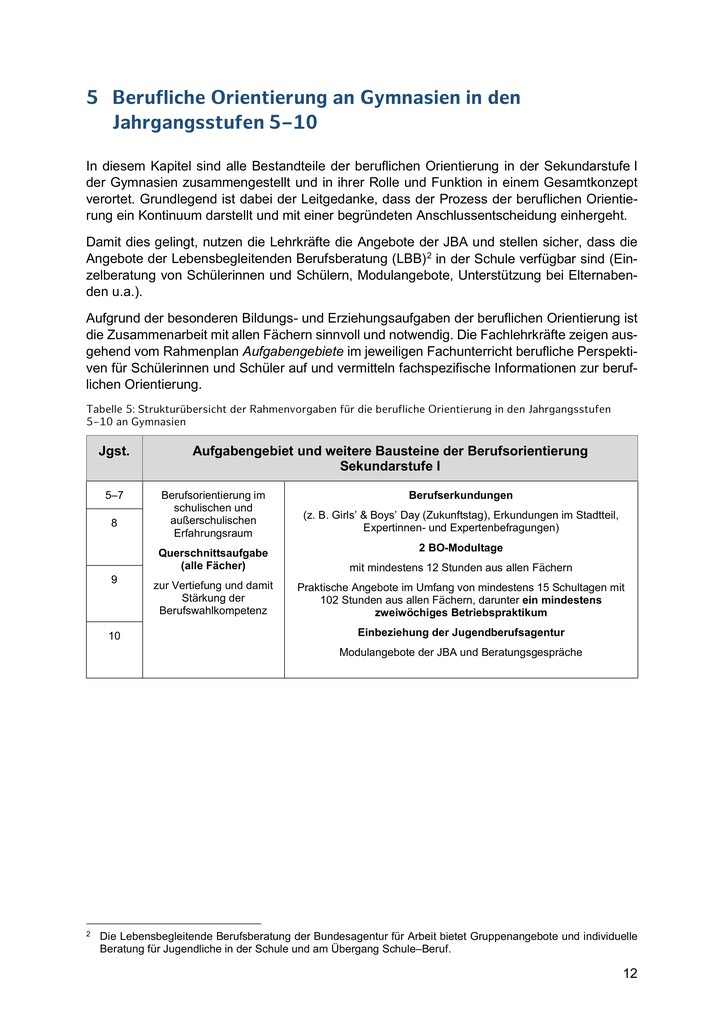 5 Berufliche Orientierung an Gymnasien in den
Jahrgangsstufen 5–10
In diesem Kapitel sind alle Bestandteile der beruflichen Orientierung in der Sekundarstufe I
der Gymnasien zusammengestellt und in ihrer Rolle und Funktion in einem Gesamtkonzept
verortet. Grundlegend ist dabei der Leitgedanke, dass der Prozess der beruflichen Orientie-
rung ein Kontinuum darstellt und mit einer begründeten Anschlussentscheidung einhergeht.
Damit dies gelingt, nutzen die Lehrkräfte die Angebote der JBA und stellen sicher, dass die
Angebote der Lebensbegleitenden Berufsberatung (LBB)² in der Schule verfügbar sind (Ein-
zelberatung von Schülerinnen und Schülern, Modulangebote, Unterstützung bei Elternaben-
den u.a.).
Aufgrund der besonderen Bildungs- und Erziehungsaufgaben der beruflichen Orientierung ist
die Zusammenarbeit mit allen Fächern sinnvoll und notwendig. Die Fachlehrkräfte zeigen aus-
gehend vom Rahmenplan Aufgabengebiete im jeweiligen Fachunterricht berufliche Perspekti-
ven für Schülerinnen und Schüler auf und vermitteln fachspezifische Informationen zur beruf-
lichen Orientierung.
Tabelle 5: Strukturübersicht der Rahmenvorgaben für die berufliche Orientierung in den Jahrgangsstufen
5–10 an Gymnasien
Jgst.
Aufgabengebiet und weitere Bausteine der Berufsorientierung
Sekundarstufe I
5–7
8
9
10
Berufsorientierung im
schulischen und
außerschulischen
Erfahrungsraum
Querschnittsaufgabe
(alle Fächer)
zur Vertiefung und damit
Stärkung der
Berufswahlkompetenz
Berufserkundungen
(z. B. Girls' & Boys' Day (Zukunftstag), Erkundungen im Stadtteil,
Expertinnen- und Expertenbefragungen)
2 BO-Modultage
mit mindestens 12 Stunden aus allen Fächern
Praktische Angebote im Umfang von mindestens 15 Schultagen mit
102 Stunden aus allen Fächern, darunter ein mindestens
zweiwöchiges Betriebspraktikum
Einbeziehung der Jugendberufsagentur
Modulangebote der JBA und Beratungsgespräche
² Die Lebensbegleitende Berufsberatung der Bundesagentur für Arbeit bietet Gruppenangebote und individuelle
Beratung für Jugendliche in der Schule und am Übergang Schule–Beruf.
12